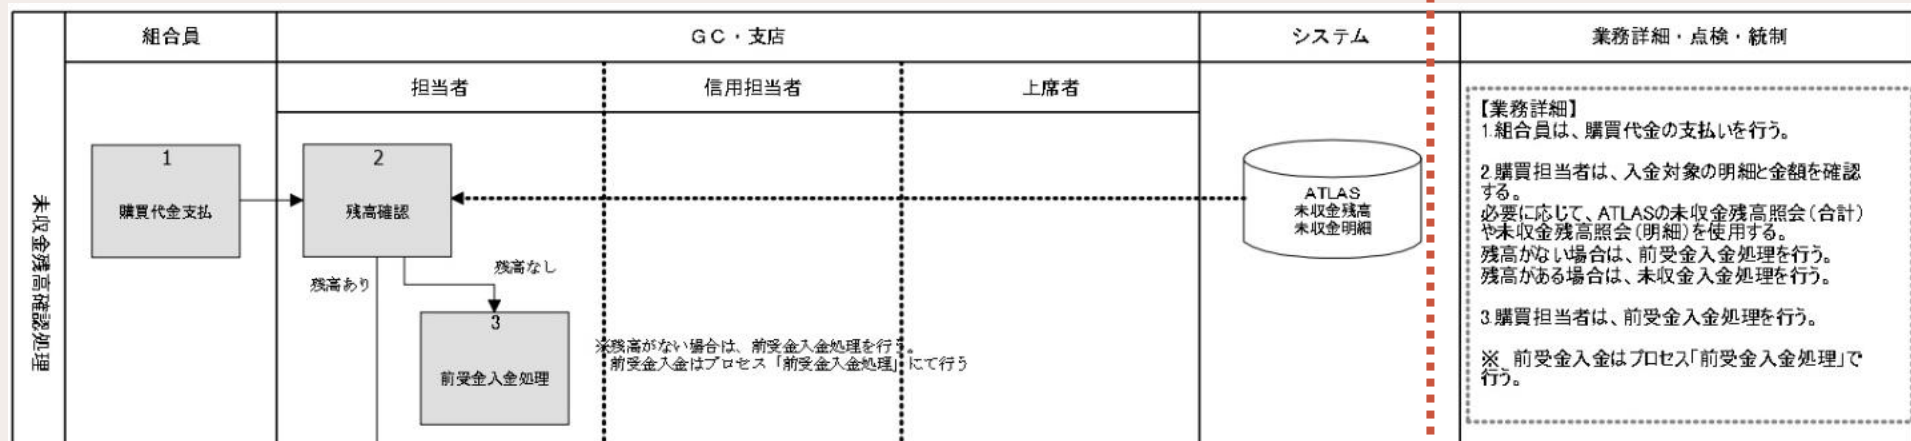 組合員
ＧＣ・支店
システム
業務詳細・点検・統制
担当者
信用担当者
上席者
未収金残高確認処理
1
購買代金支払
2
残高確認
ATLAS
未収金残高
未収金明細
残高あり
残高なし
3
前受金入金処理
※残高がない場合は、前受金入金処理を行う。
前受金入金はプロセス「前受金入金処理」にて行う
【業務詳細】
1.組合員は、購買代金の支払いを行う。
2.購買担当者は、入金対象の明細と金額を確認
する。
必要に応じて、ATLASの未収金残高照会(合計)
や未収金残高照会(明細)を使用する。
残高がない場合は、前受金入金処理を行う。
残高がある場合は、未収金入金処理を行う。
3.購買担当者は、前受金入金処理を行う。
※ 前受金入金はプロセス「前受金入金処理」で
行う。